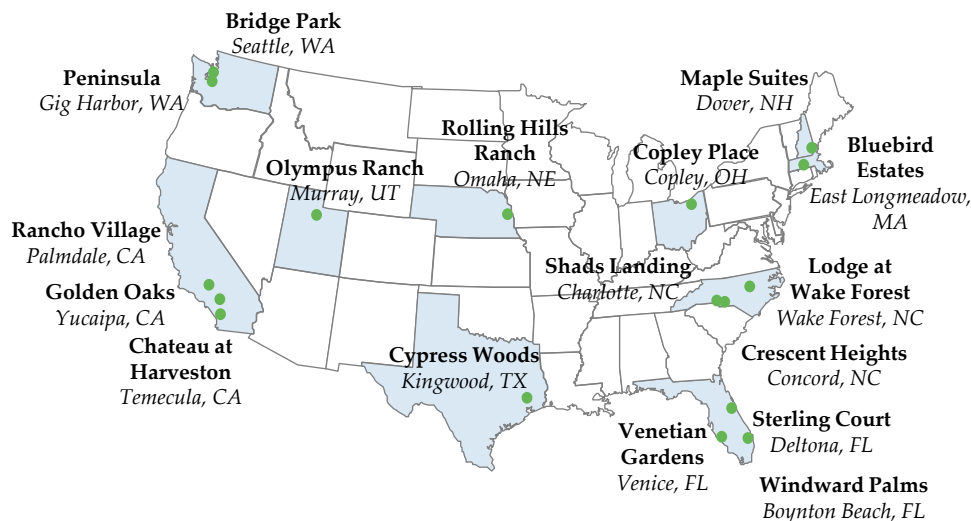 Bridge Park
Seattle, WA
Peninsula
Gig Harbor, WA
Maple Suites
Dover, NH
Rolling Hills
Ranch
Omaha, NE
Copley Place
Copley, OH
Bluebird
Estates
East Longmeadow,
MA
Olympus Ranch
Murray, UT
Rancho Village
Palmdale, CA
Golden Oaks
Yucaipa, CA
Chateau at
Harveston
Temecula, CA
Shads Landing
Charlotte, NC
Lodge at
Wake Forest
Wake Forest, NC
Cypress Woods
Kingwood, TX
Crescent Heights
Concord, NC
Sterling Court
Deltona, FL
Venetian
Gardens
Venice, FL
Windward Palms
Boynton Beach, FL